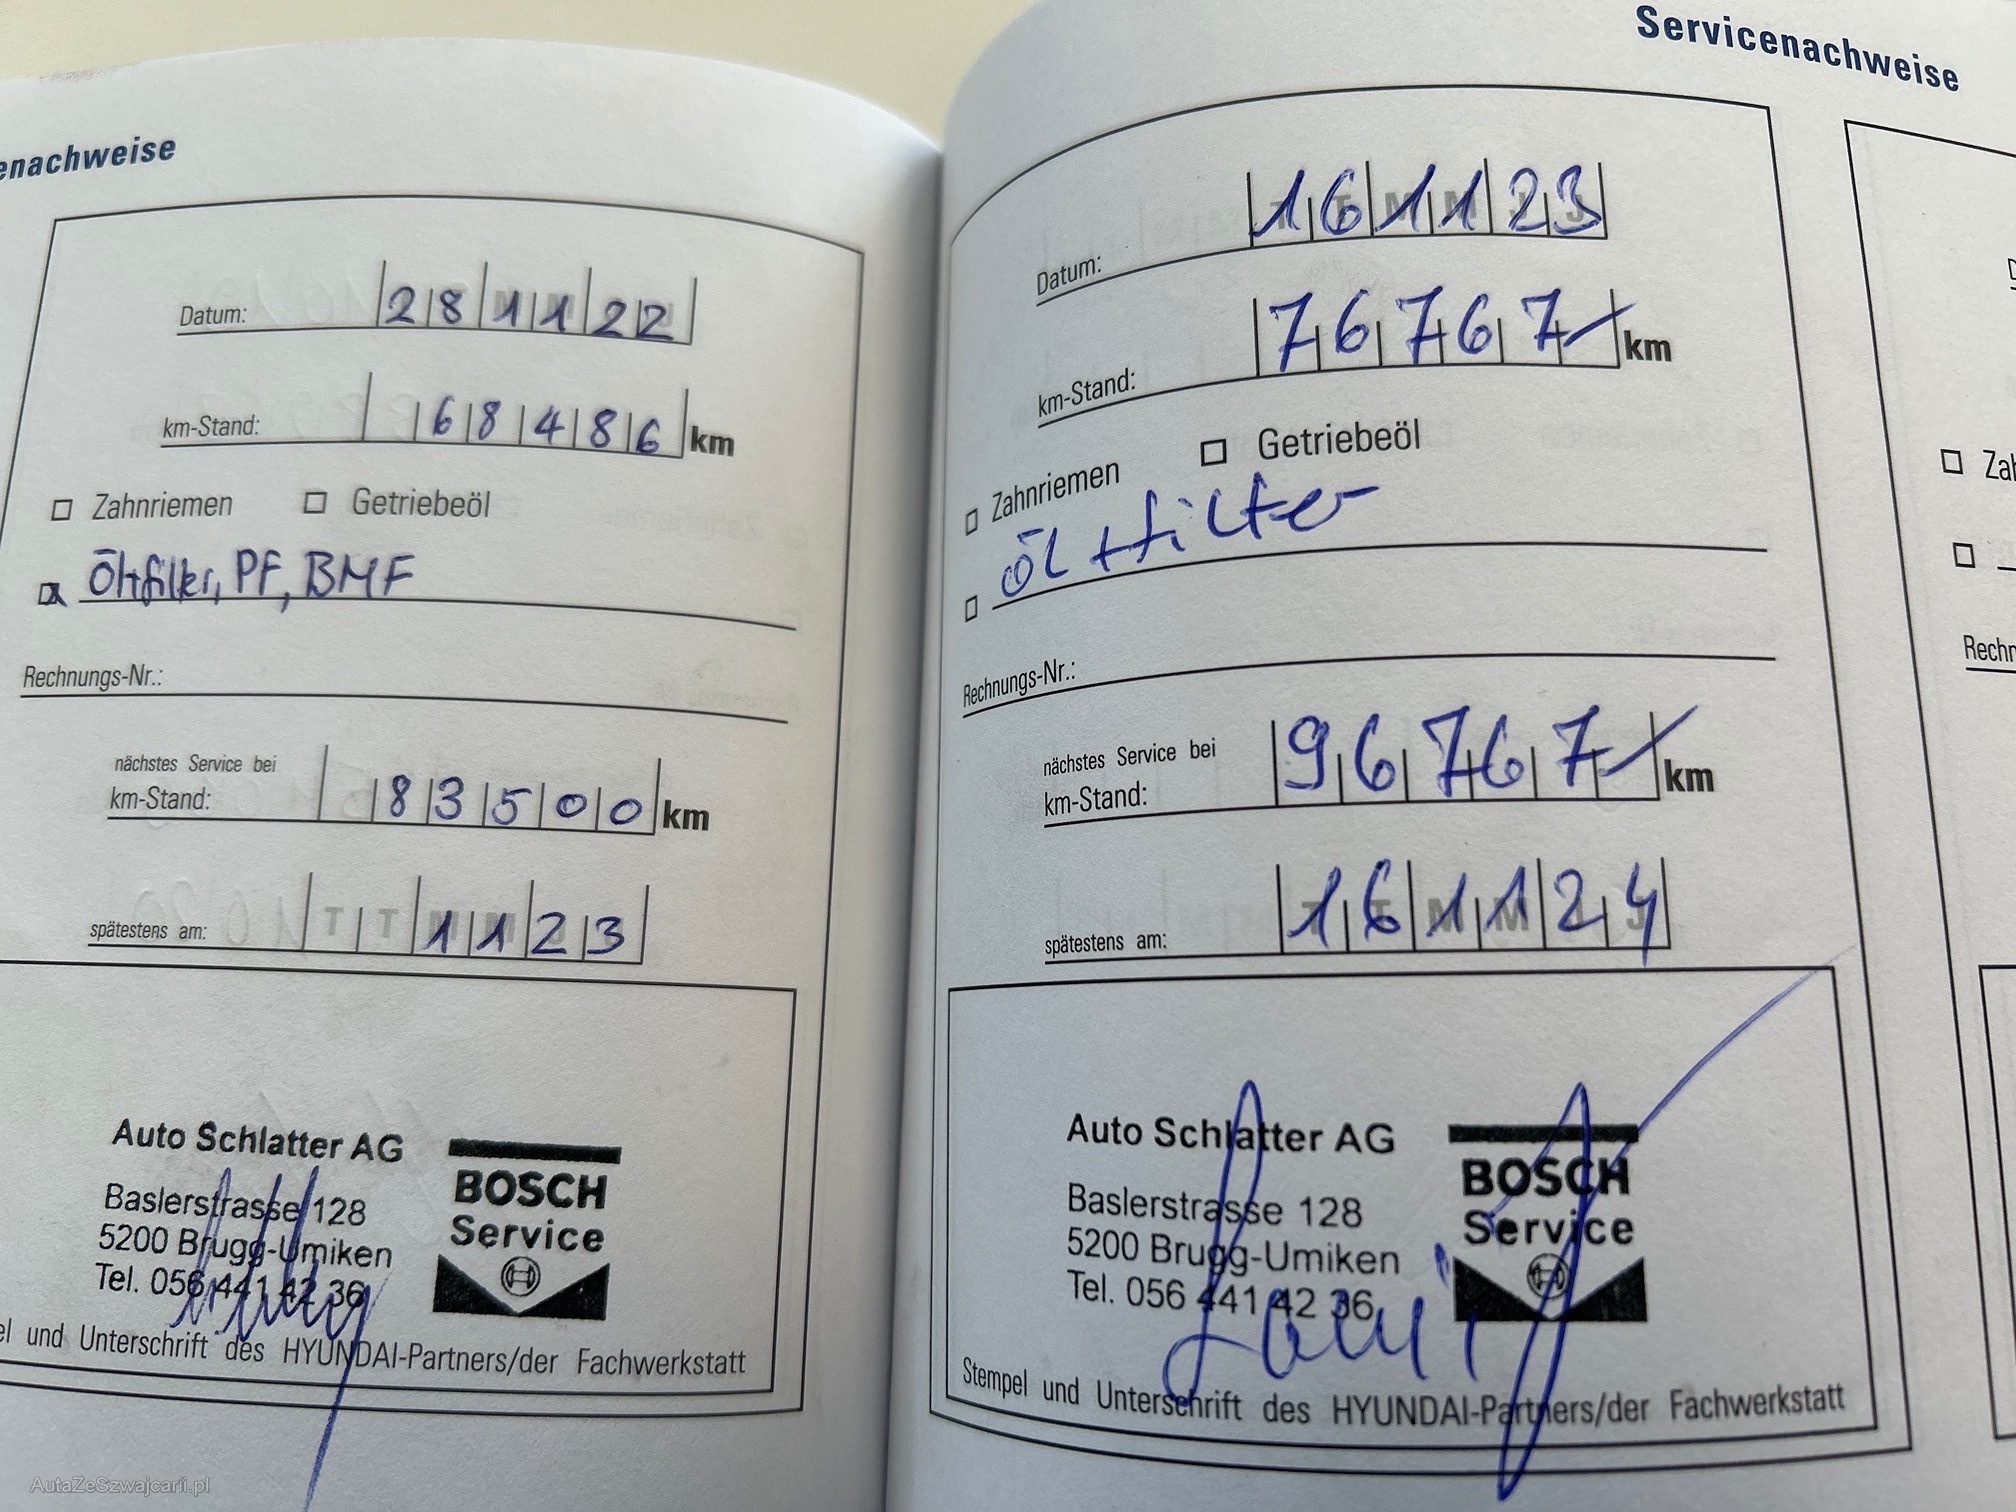 enachweise
Datum: 28 11 22
km-Stand: 68486 km
Zahnriemen Getriebeöl
Öl+filter, PF, BMF
Rechnungs-Nr.:
nächstes Service bei
km-Stand: 83500 km
spätestens am: TT 11 23
Auto Schlatter AG
Baslerstrasse 128
5200 Brugg-Umiken
Tel. 056 441 42 36
BOSCH
Service
el und Unterschrift des HYUNDAI-Partners/der Fachwerkstatt
Servicenachweise
Datum: 16 11 23
km-Stand: 76767 km
Zahnriemen Getriebeöl
Öl + filter
Rechnungs-Nr.:
nächstes Service bei
km-Stand: 96767 km
spätestens am: 16 11 24
Auto Schlatter AG
Baslerstrasse 128
5200 Brugg-Umiken
Tel. 056 441 42 36
BOSCH
Service
Stempel und Unterschrift des HYUNDAI-Partners/der Fachwerkstatt
Zah
Rechn
AutaZeSzwajcarii.pl